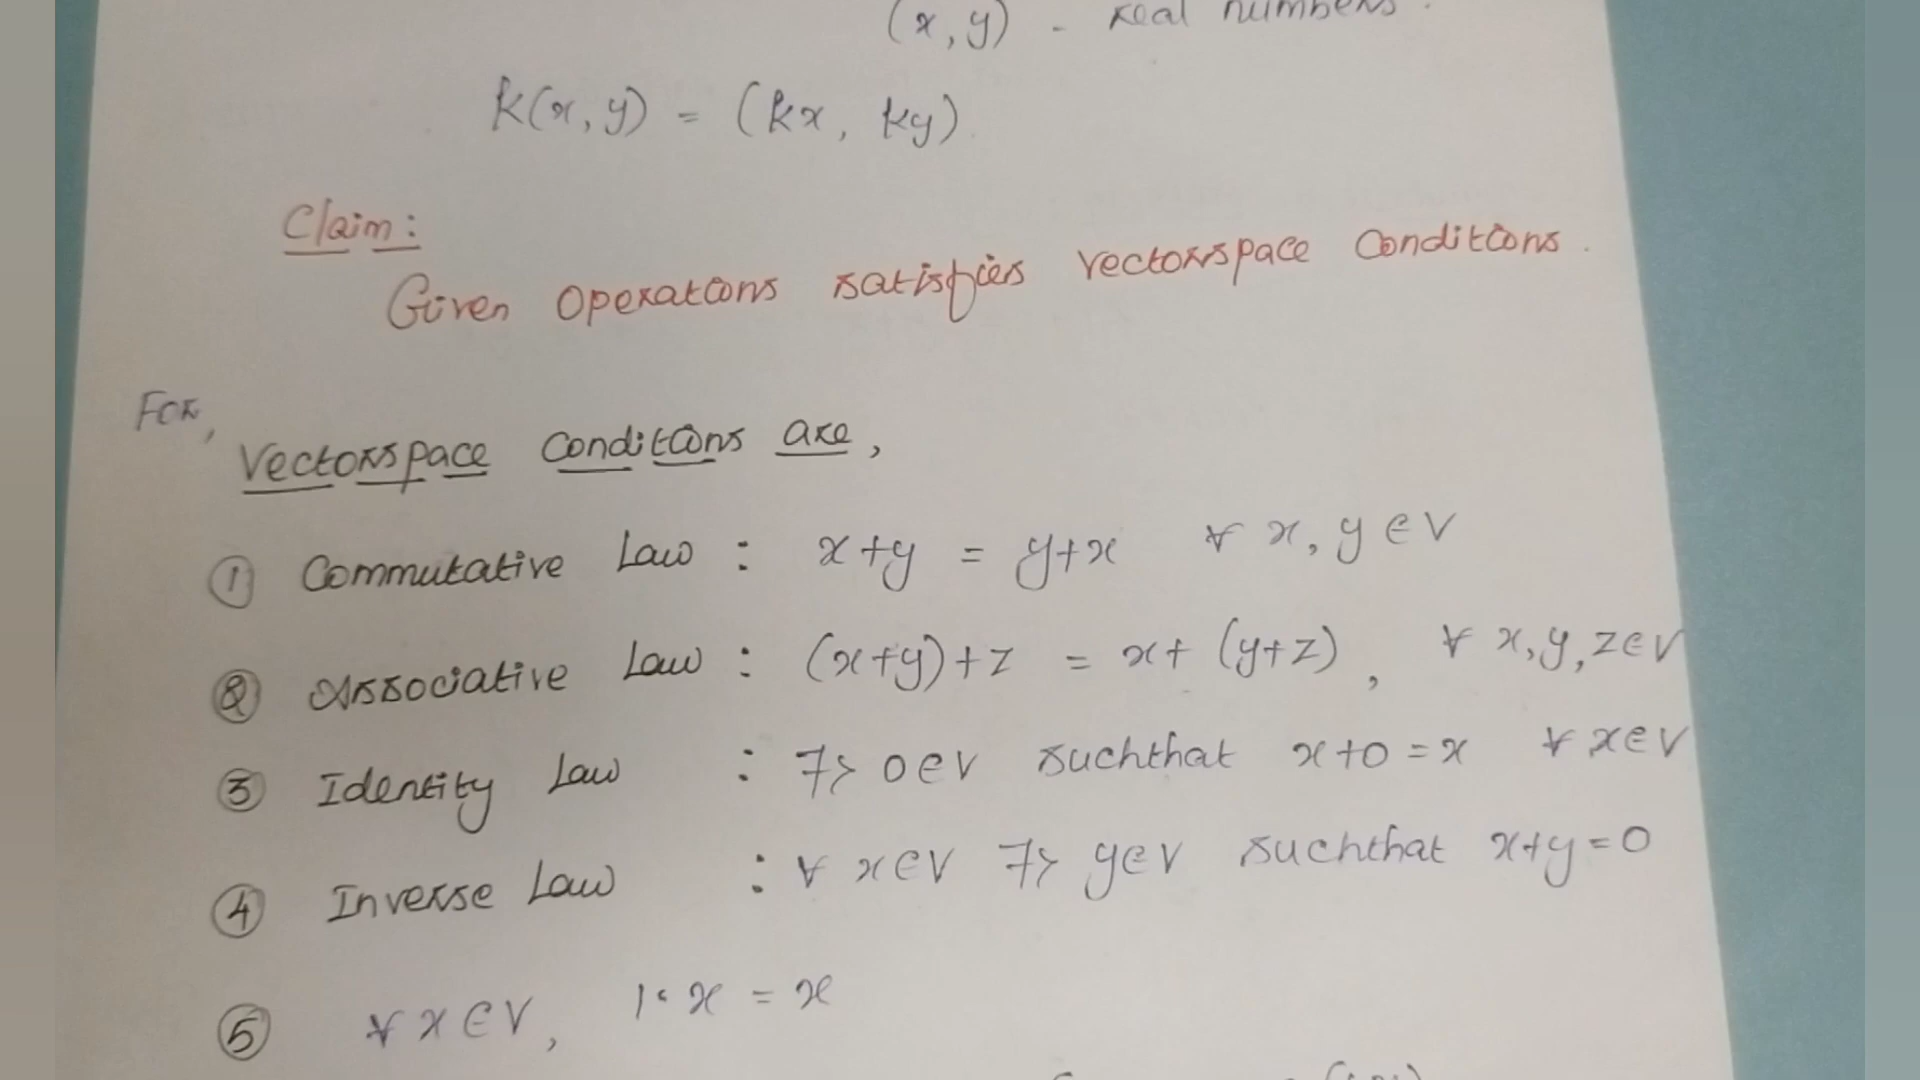 (x, y) - real numbers.
k(x, y) = (kx, ky)
Claim:
Given operations satisfies vectorspace conditions.
For,
Vectorspace conditions are,
① Commutative Law : x+y = y+x ∀ x, y ∈ V
② Associative Law : (x+y)+z = x+ (y+z), ∀ x, y, z ∈ V
③ Identity Law : ∃ 0 ∈ V suchthat x+0 = x ∀ x ∈ V
④ Inverse Law : ∀ x ∈ V ∃ y ∈ V suchthat x+y = 0
⑤ ∀ x ∈ V, 1·x = x